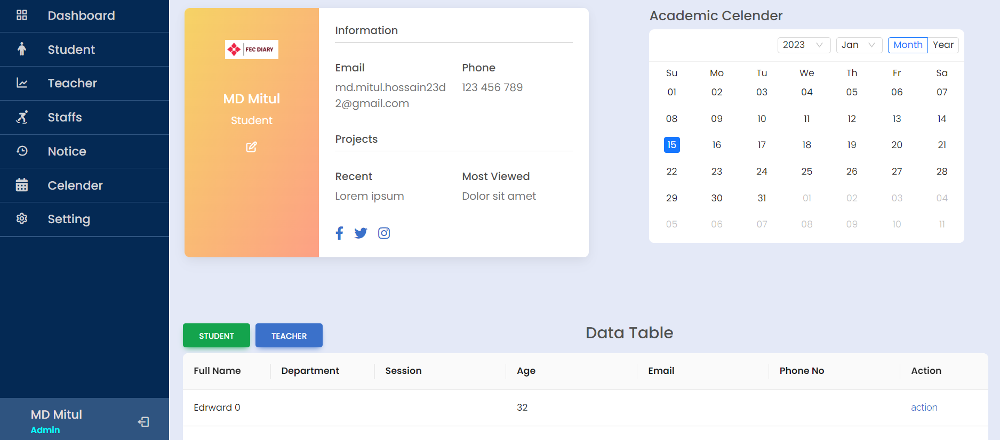 Dashboard
Student
Teacher
Staffs
Notice
Celender
Setting
MD Mitul
Admin
FEC DIARY
MD Mitul
Student
Information
Email Phone
md.mitul.hossain23d 123 456 789
2@gmail.com
Projects
Recent Most Viewed
Lorem ipsum Dolor sit amet
Academic Celender
2023 Jan Month Year
Su Mo Tu We Th Fr Sa
01 02 03 04 05 06 07
08 09 10 11 12 13 14
15 16 17 18 19 20 21
22 23 24 25 26 27 28
29 30 31 01 02 03 04
05 06 07 08 09 10 11
STUDENT TEACHER Data Table
Full Name Department Session Age Email Phone No Action
Edrward 0 32 action